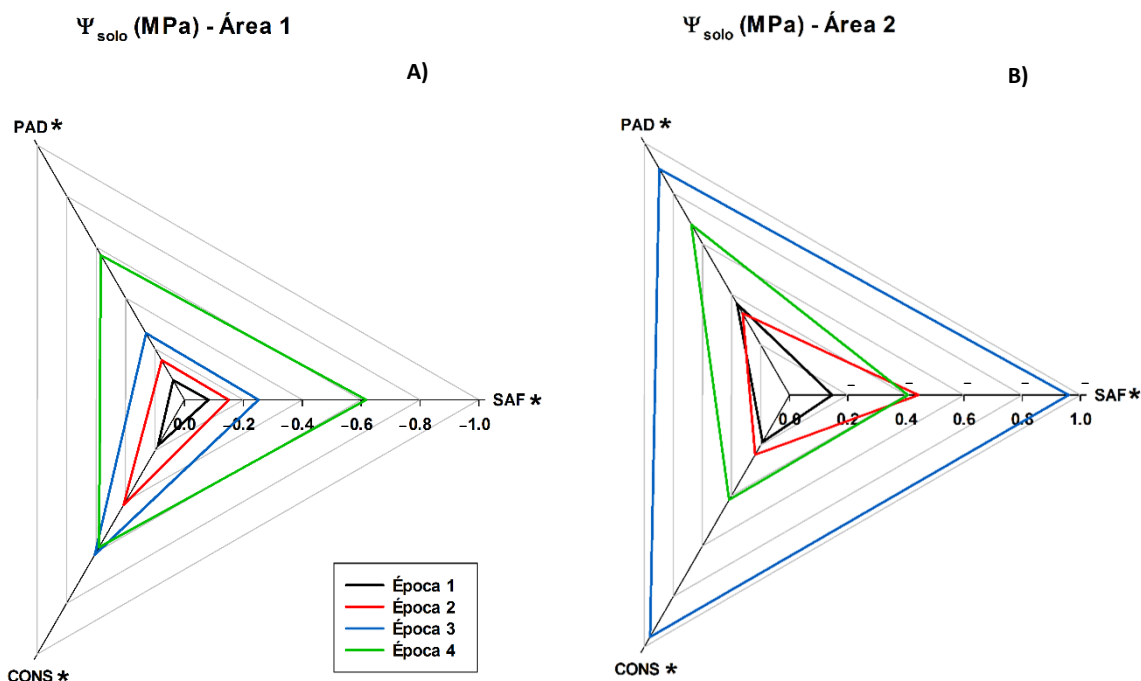 Ψsolo (MPa) - Área 1
A)
PAD *
SAF *
0.0 −0.2 −0.4 −0.6 −0.8 −1.0
CONS *
Época 1
Época 2
Época 3
Época 4
Ψsolo (MPa) - Área 2
B)
PAD *
− − − − −
SAF *
0.0 0.2 0.4 0.6 0.8 1.0
CONS *